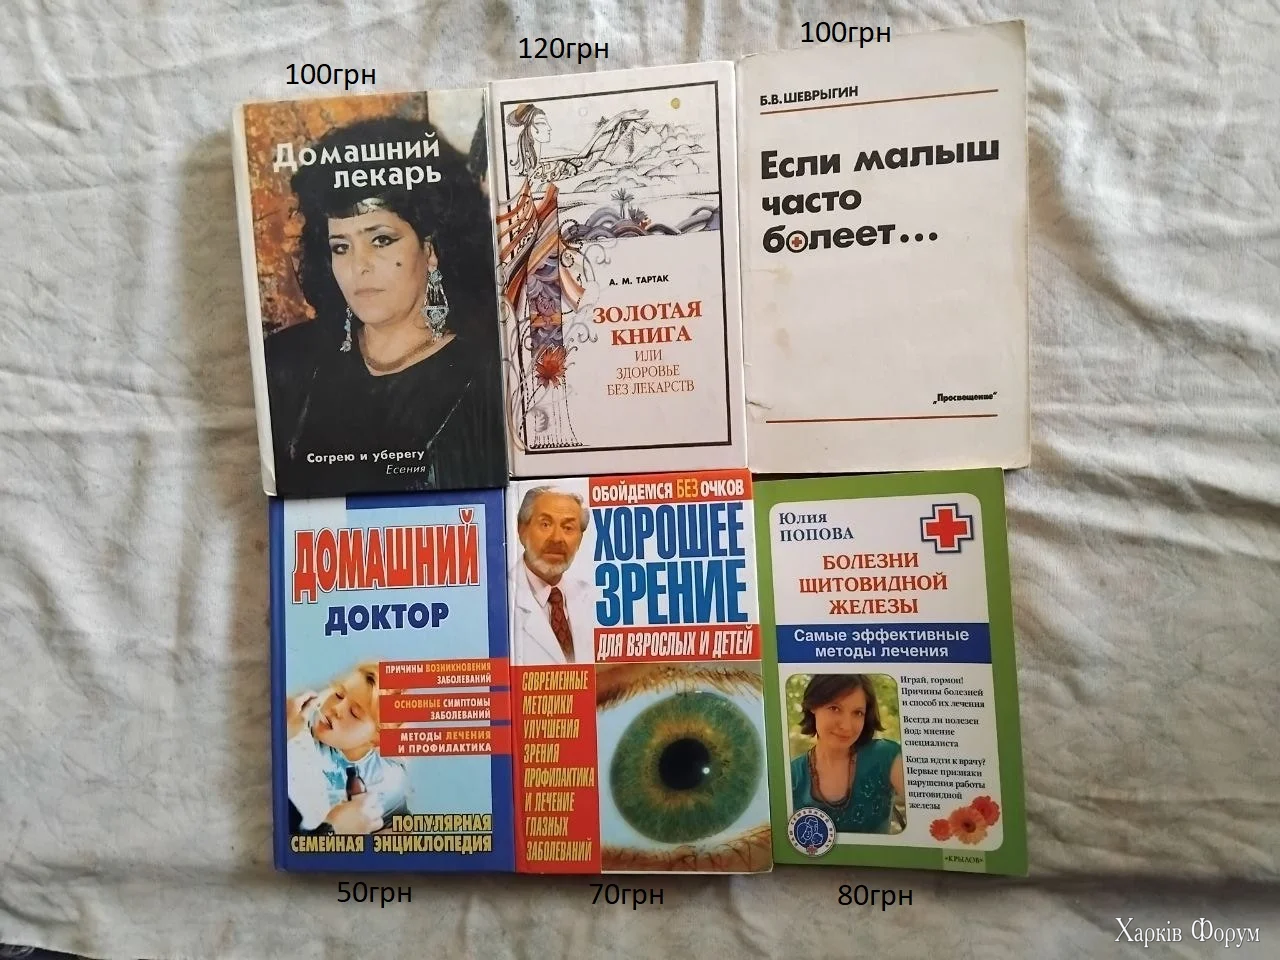 100грн
120грн
100грн
Домашний
лекарь
Согрею и уберегу
Есения
А. М. ТАРТАК
ЗОЛОТАЯ
КНИГА
ИЛИ
ЗДОРОВЬЕ
БЕЗ ЛЕКАРСТВ
Б.В. ШЕВРЫГИН
Если малыш
часто
болеет...
„Просвещение"
ДОМАШНИЙ
ДОКТОР
ПРИЧИНЫ ВОЗНИКНОВЕНИЯ
ЗАБОЛЕВАНИЙ
ОСНОВНЫЕ СИМПТОМЫ
ЗАБОЛЕВАНИЙ
МЕТОДЫ ЛЕЧЕНИЯ
И ПРОФИЛАКТИКА
ПОПУЛЯРНАЯ
СЕМЕЙНАЯ ЭНЦИКЛОПЕДИЯ
ОБОЙДЕМСЯ БЕЗ ОЧКОВ
ХОРОШЕЕ
ЗРЕНИЕ
ДЛЯ ВЗРОСЛЫХ И ДЕТЕЙ
СОВРЕМЕННЫЕ
МЕТОДИКИ
УЛУЧШЕНИЯ
ЗРЕНИЯ
ПРОФИЛАКТИКА
И ЛЕЧЕНИЕ
ГЛАЗНЫХ
ЗАБОЛЕВАНИЙ
Юлия
ПОПОВА
БОЛЕЗНИ
ЩИТОВИДНОЙ
ЖЕЛЕЗЫ
Самые эффективные
методы лечения
Играй, гормон!
Причины болезней
и способ их лечения
Всегда ли полезен
йод: мнение
специалиста
Когда идти к врачу?
Первые признаки
нарушения работы
щитовидной
железы
«КРЫЛОВ»
50грн
70грн
80грн
Харків Форум